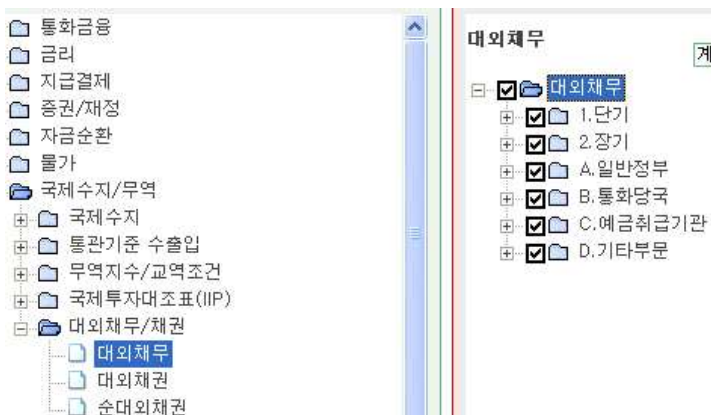 통화금융
금리
지급결제
증권/재정
자금순환
물가
국제수지/무역
국제수지
통관기준 수출입
무역지수/교역조건
국제투자대조표(IIP)
대외채무/채권
대외채무
대외채권
순대외채권
대외채무
계
대외채무
1.단기
2.장기
A.일반정부
B.통화당국
C.예금취급기관
D.기타부문